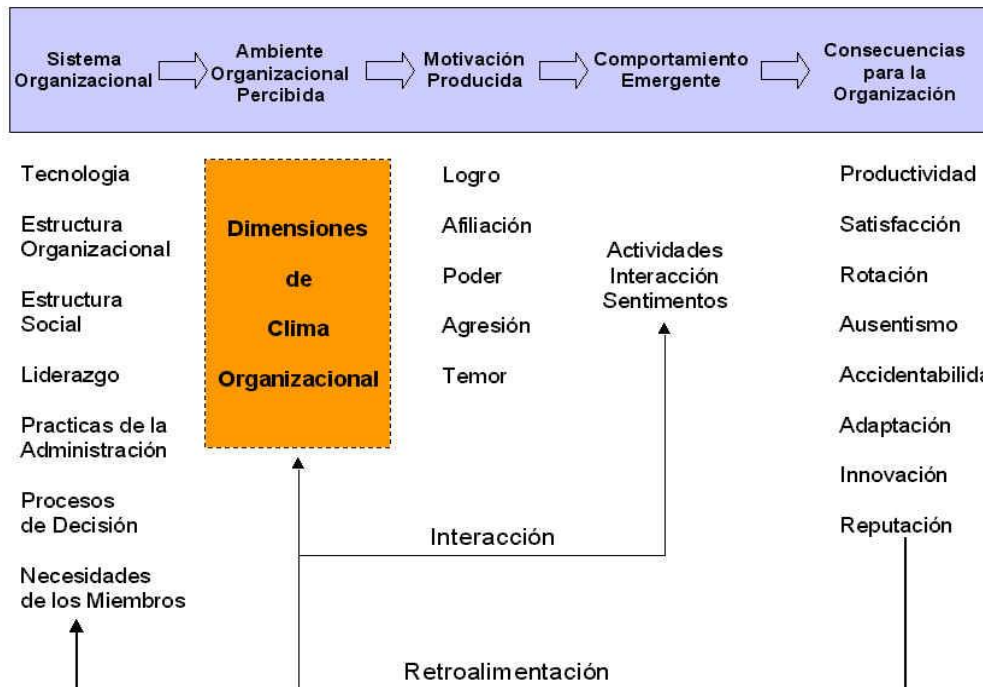 Sistema
Organizacional
Ambiente
Organizacional
Percibida
Motivación
Producida
Comportamiento
Emergente
Consecuencias
para la
Organización
Tecnologia
Estructura
Organizacional
Estructura
Social
Liderazgo
Practicas de la
Administración
Procesos
de Decisión
Necesidades
de los Miembros
Dimensiones
de
Clima
Organizacional
Logro
Afiliación
Poder
Agresión
Temor
Actividades
Interacción
Sentimentos
Productividad
Satisfacción
Rotación
Ausentismo
Accidentabilida
Adaptación
Innovación
Reputación
Interacción
Retroalimentación